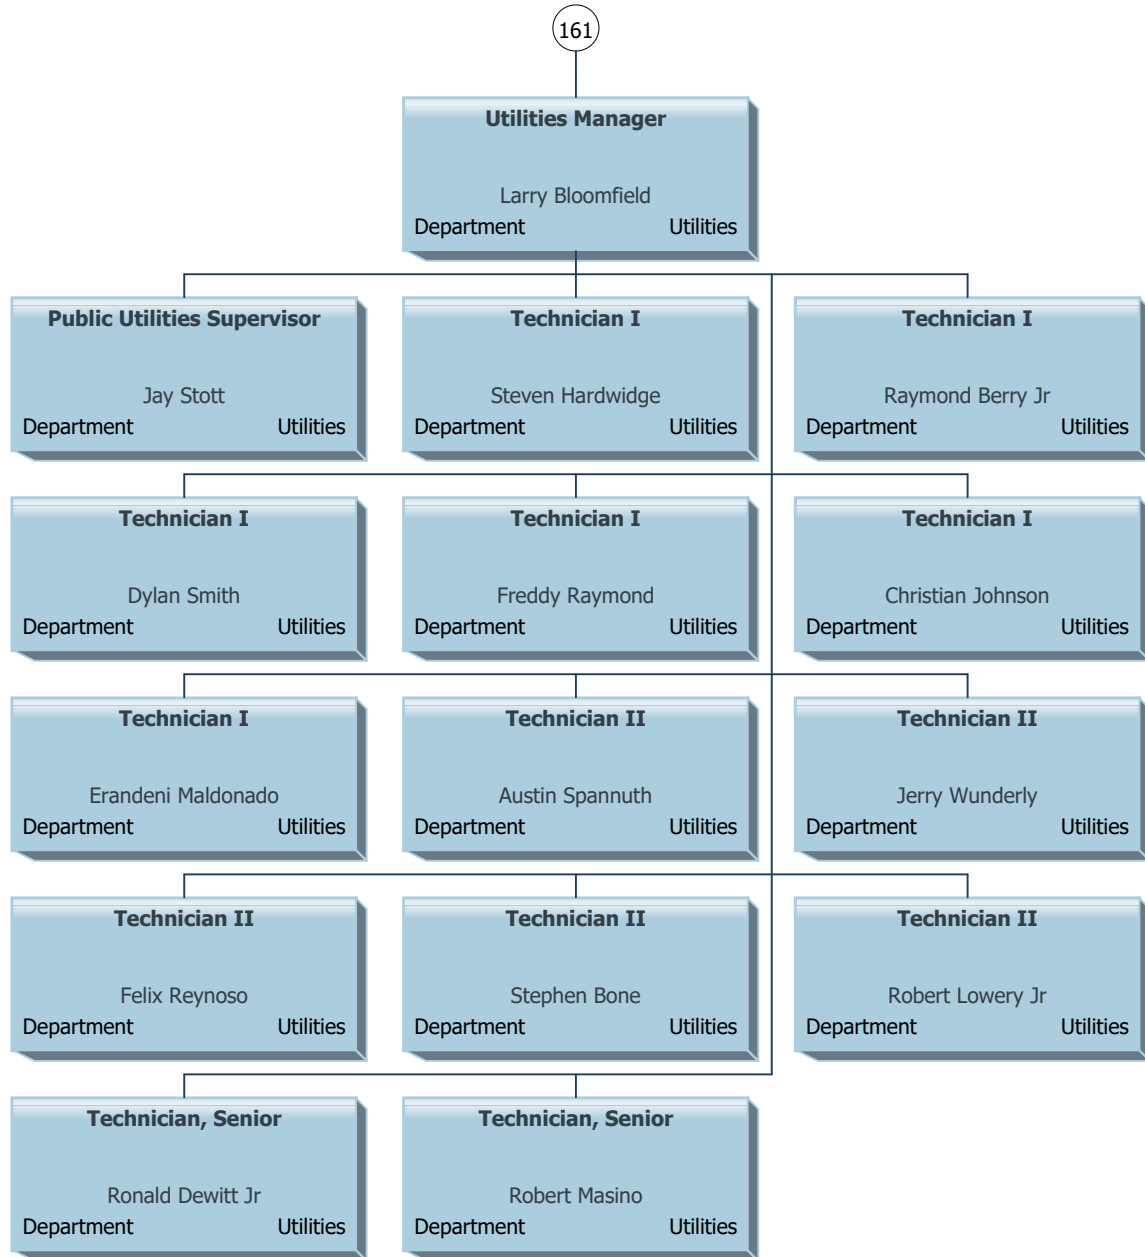 161
Utilities Manager
Larry Bloomfield
Department Utilities
Public Utilities Supervisor
Jay Stott
Department Utilities
Technician I
Steven Hardwidge
Department Utilities
Technician I
Raymond Berry Jr
Department Utilities
Technician I
Dylan Smith
Department Utilities
Technician I
Freddy Raymond
Department Utilities
Technician I
Christian Johnson
Department Utilities
Technician I
Erandeni Maldonado
Department Utilities
Technician II
Austin Spannuth
Department Utilities
Technician II
Jerry Wunderly
Department Utilities
Technician II
Felix Reynoso
Department Utilities
Technician II
Stephen Bone
Department Utilities
Technician II
Robert Lowery Jr
Department Utilities
Technician, Senior
Ronald Dewitt Jr
Department Utilities
Technician, Senior
Robert Masino
Department Utilities